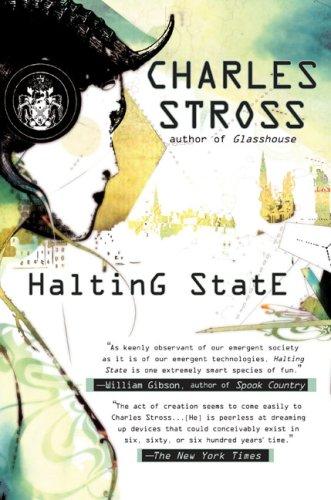 CHARLES
STROSS
author of Glasshouse
HaltinG StatE
"As keenly observant of our emergent society
as it is of our emergent technologies, Halting
State is one extremely smart species of fun."
—William Gibson, author of Spook Country
"The act of creation seems to come easily to
Charles Stross...[He] is peerless at dreaming
up devices that could conceivably exist in
six, sixty, or six hundred years' time."
—The New York Times